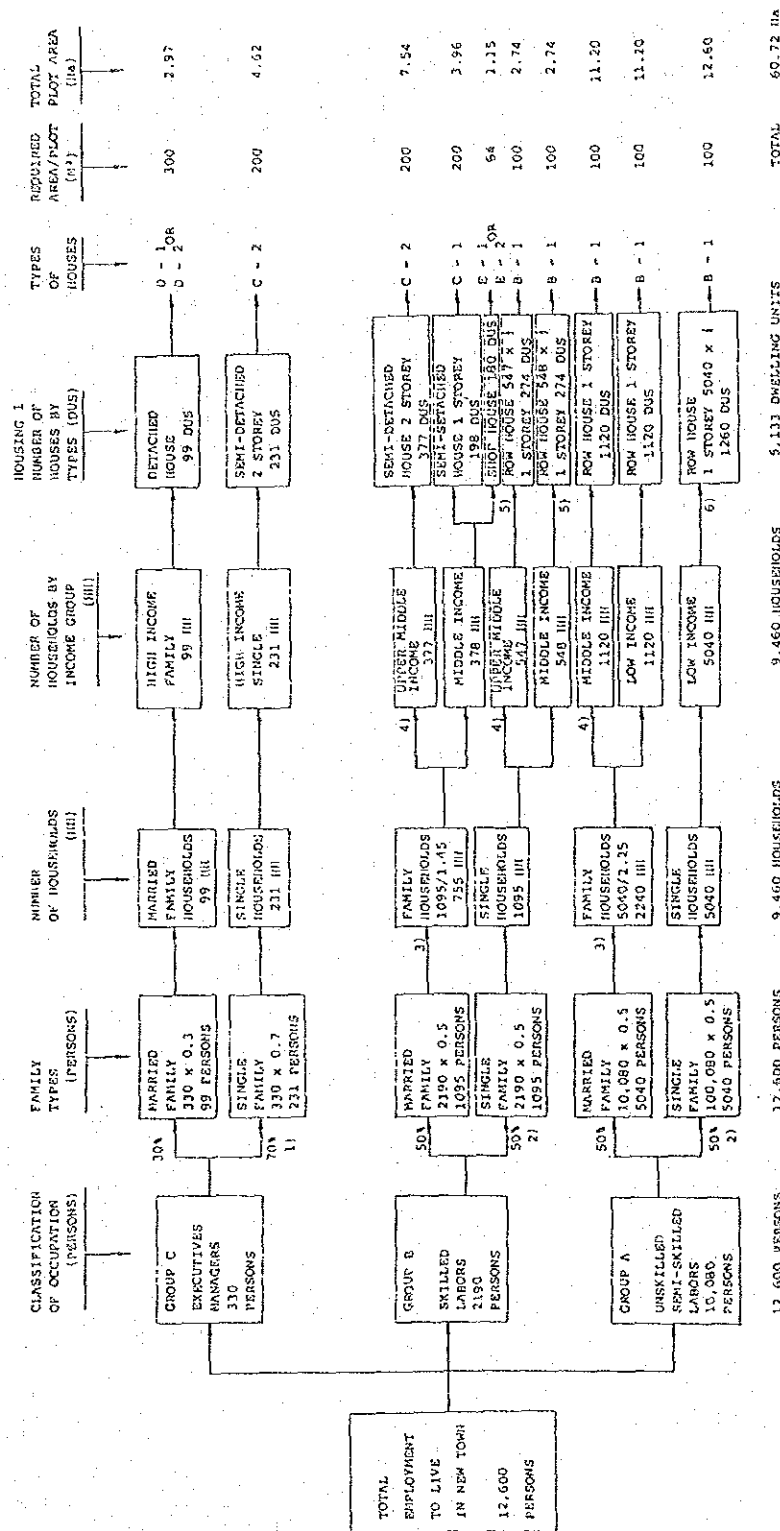 CLASSIFICATION
OF OCCUPATION
(PERSONS)
FAMILY
TYPES
(PERSONS)
NUMBER
OF HOUSEHOLDS
(HH)
NUMBER OF
HOUSEHOLDS BY
INCOME GROUP
(HH)
HOUSING 1
NUMBER OF
HOUSES BY
TYPES (DUS)
TYPES
OF
HOUSES
REQUIRED
AREA/PLOT
(M²)
TOTAL
PLOT AREA
(Ha)
TOTAL
EMPLOYMENT
TO LIVE
IN NEW TOWN
12,600
PERSONS
GROUP C
EXECUTIVES
MANAGERS
330
PERSONS
30%
MARRIED
FAMILY
330 x 0.3
99 PERSONS
MARRIED
FAMILY
HOUSEHOLDS
99 HH
HIGH INCOME
FAMILY
99 HH
DETACHED
HOUSE
99 DUS
D - 1
OR
D - 2
300
2.97
70%
1)
SINGLE
FAMILY
330 x 0.7
231 PERSONS
SINGLE
HOUSEHOLDS
231 HH
HIGH INCOME
SINGLE
231 HH
SEMI-DETACHED
2 STOREY
231 DUS
C - 2
200
4.62
GROUP B
SKILLED
LABORS
2190
PERSONS
50%
MARRIED
FAMILY
2190 x 0.5
1095 PERSONS
3)
FAMILY
HOUSEHOLDS
1095/1.45
755 HH
4)
UPPER MIDDLE
INCOME
377 HH
SEMI-DETACHED
HOUSE 2 STOREY
377 DUS
C - 2
200
7.54
MIDDLE INCOME
378 HH
SEMI-SETACHED
HOUSE 1 STOREY
198 DUS
C - 1
200
3.96
SHOP HOUSE 180 DUS
E - 1
OR
E - 2
64
1.15
50%
2)
SINGLE
FAMILY
2190 x 0.5
1095 PERSONS
SINGLE
HOUSEHOLDS
1095 HH
4)
UPPER MIDDLE
INCOME
547 HH
5)
ROW HOUSE 547 x ½
1 STOREY 274 DUS
B - 1
100
2.74
MIDDLE INCOME
548 HH
5)
ROW HOUSE 548 x ½
1 STOREY 274 DUS
B - 1
100
2.74
GROUP A
UNSKILLED
SEMI-SKILLED
LABORS
10,080
PERSONS
50%
MARRIED
FAMILY
10,080 x 0.5
5040 PERSONS
3)
FAMILY
HOUSEHOLDS
5040/2.25
2240 HH
4)
MIDDLE INCOME
1120 HH
ROW HOUSE 1 STOREY
1120 DUS
B - 1
100
11.20
LOW INCOME
1120 HH
ROW HOUSE 1 STOREY
1120 DUS
B - 1
100
11.20
50%
2)
SINGLE
FAMILY
100,080 x 0.5
5040 PERSONS
SINGLE
HOUSEHOLDS
5040 HH
LOW INCOME
5040 HH
6)
ROW HOUSE
1 STOREY 5040 x ¼
1260 DUS
B - 1
100
12.60
12,600 PERSONS
12,600 PERSONS
9,460 HOUSEHOLDS
9,460 HOUSEHOLDS
5,133 DWELLING UNITS
TOTAL
60.72 Ha